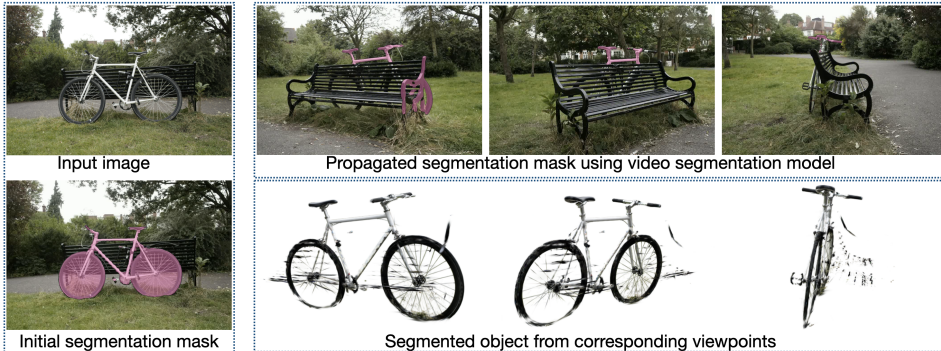 Input image
Propagated segmentation mask using video segmentation model
Initial segmentation mask
Segmented object from corresponding viewpoints